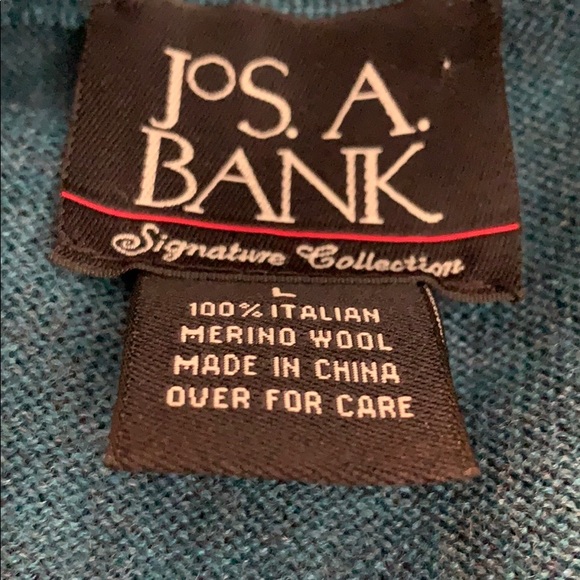 JOS. A.
BANK
Signature Collection
L
100% ITALIAN
MERINO WOOL
MADE IN CHINA
OVER FOR CARE